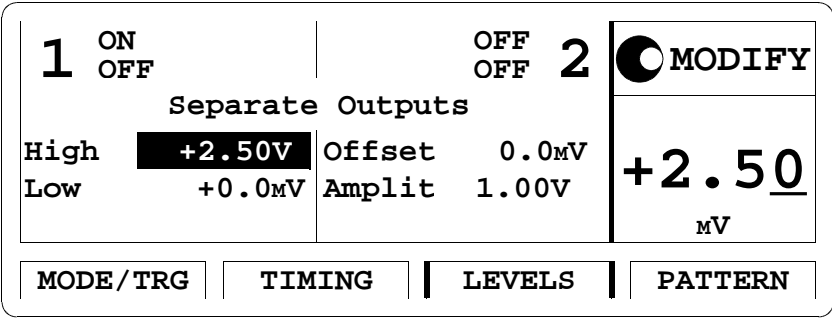 1 ON OFF 2
OFF OFF
MODIFY
Separate Outputs
High +2.50V Offset 0.0MV
Low +0.0MV Amplit 1.00V
+2.50
MV
MODE/TRG TIMING LEVELS PATTERN